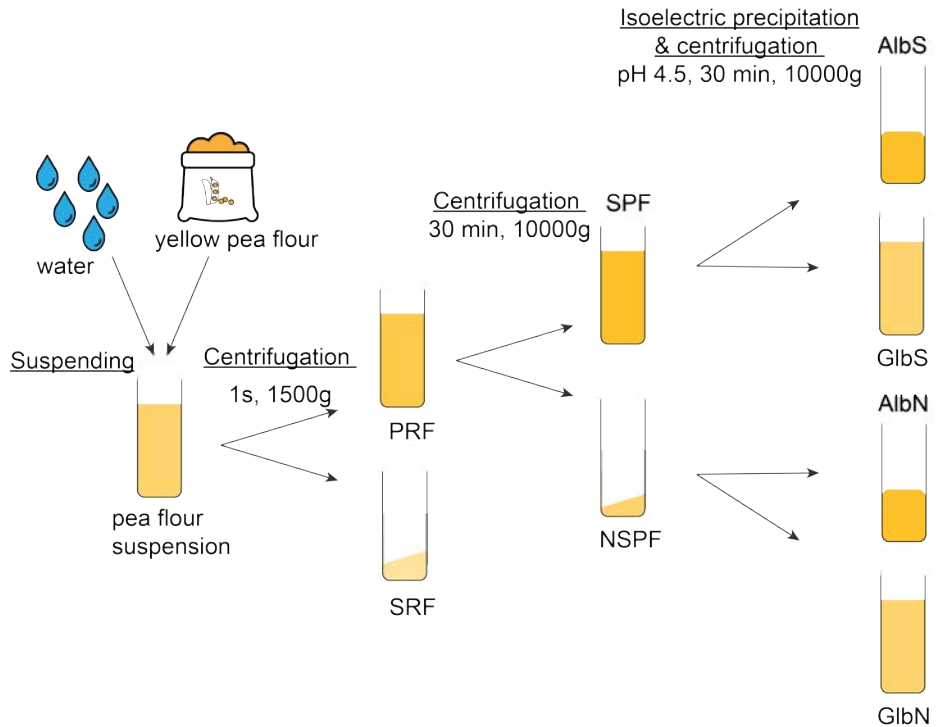 Isoelectric precipitation
& centrifugation
pH 4.5, 30 min, 10000g
AlbS
yellow pea flour
water
Centrifugation
30 min, 10000g
SPF
GlbS
Suspending
Centrifugation
1s, 1500g
PRF
AlbN
pea flour
suspension
NSPF
SRF
GlbN